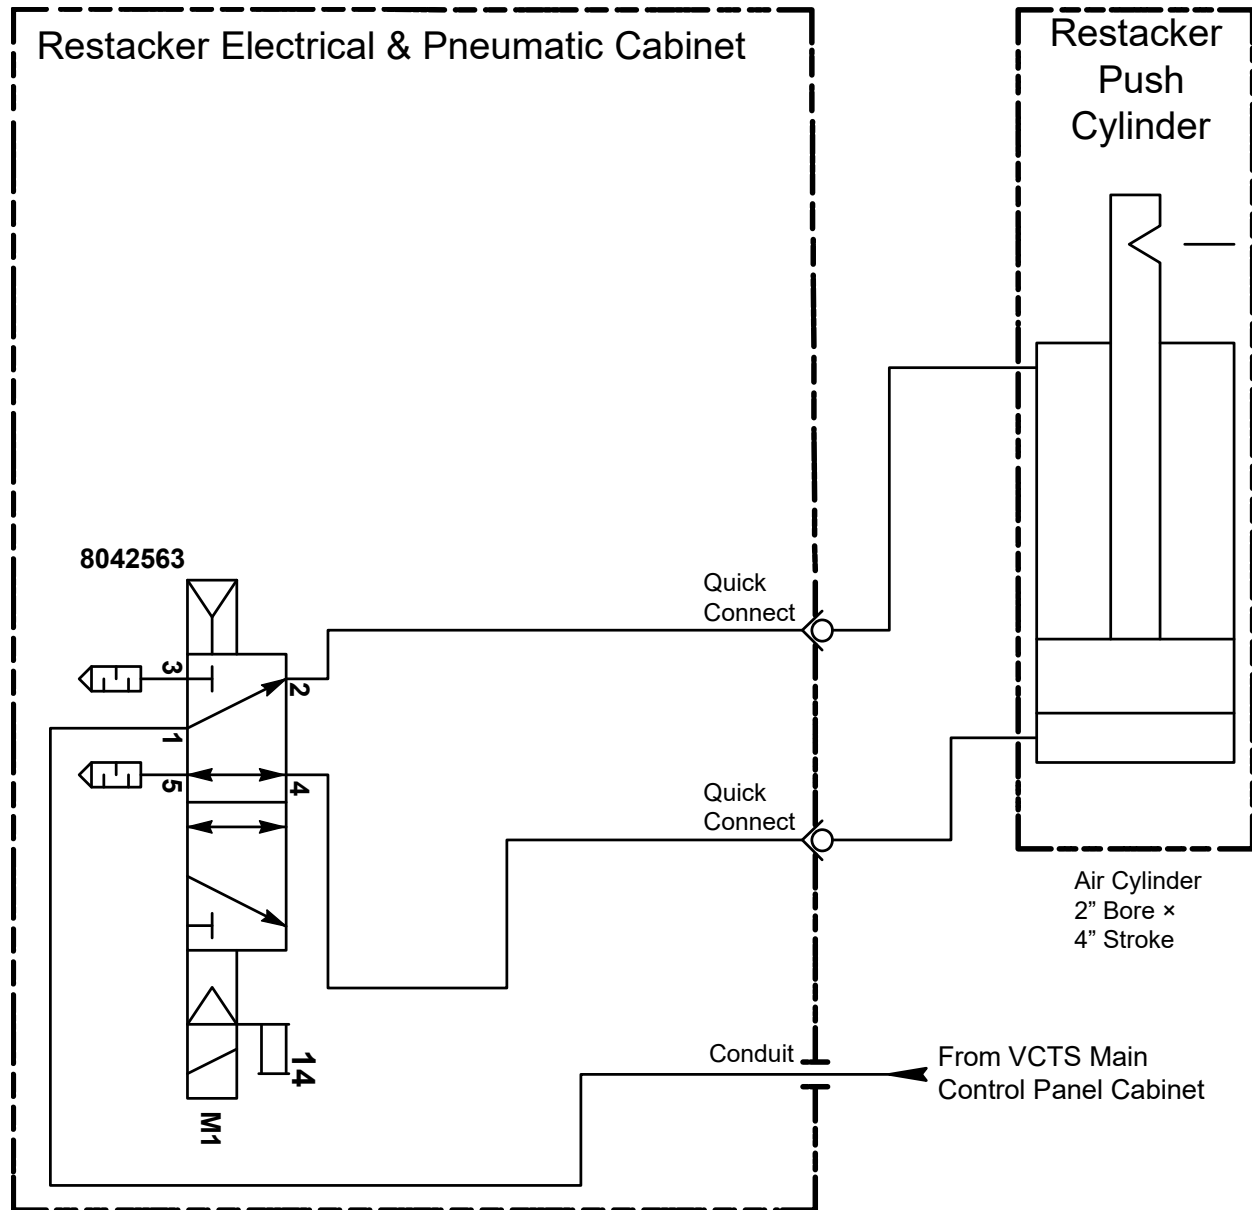 Restacker Electrical & Pneumatic Cabinet
Restacker
Push
Cylinder
8042563
Quick
Connect
3
2
1
5
4
Quick
Connect
Air Cylinder
2” Bore ×
4” Stroke
14
M1
Conduit
From VCTS Main
Control Panel Cabinet